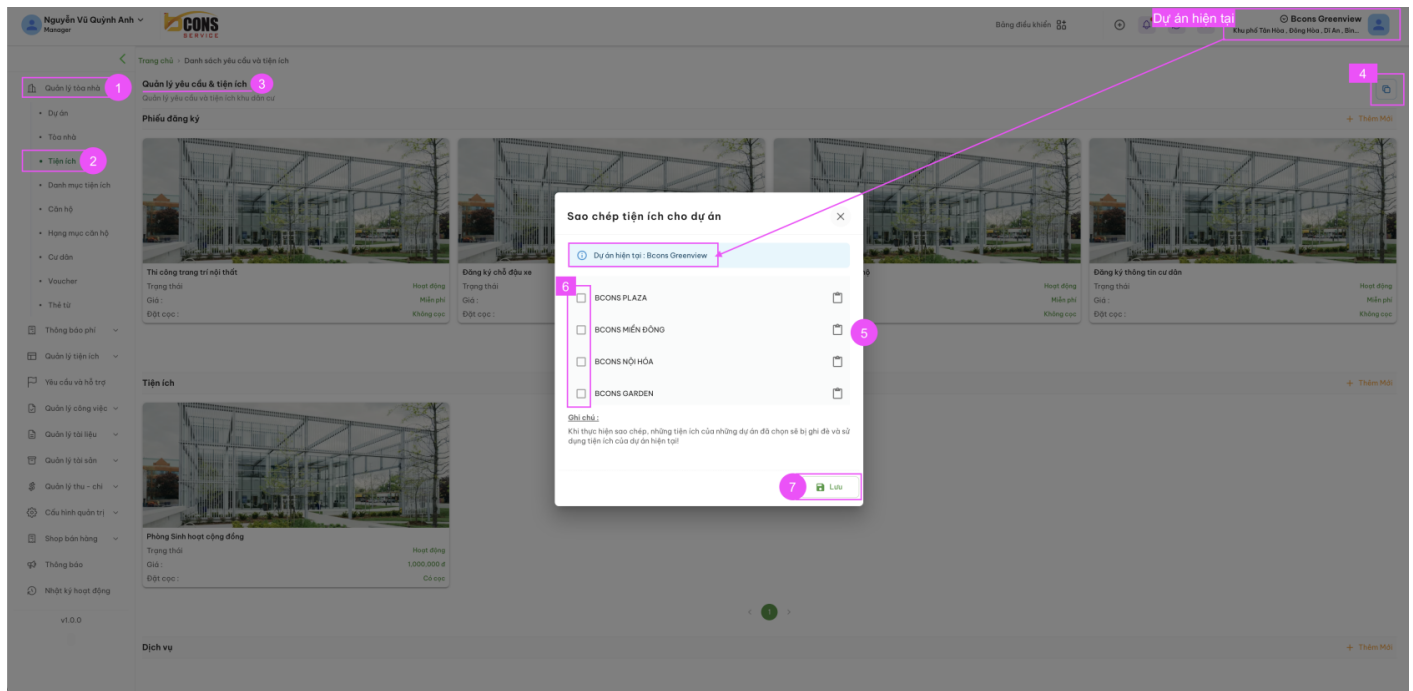 Nguyễn Vũ Quỳnh Anh
Manager
BCONS
SERVICE
Bảng điều khiển
Dự án hiện tại
Bcons Greenview
Khu phố Tân Hòa , Đông Hòa , Dĩ An , Bìn...
Trang chủ > Danh sách yêu cầu và tiện ích
Quản lý yêu cầu & tiện ích 3
Quản lý yêu cầu và tiện ích khu dân cư
4
Quản lý tòa nhà 1
Dự án
Tòa nhà
Tiện ích 2
Danh mục tiện ích
Căn hộ
Hạng mục căn hộ
Cư dân
Voucher
Thẻ từ
Thông báo phí
Quản lý tiện ích
Yêu cầu và hỗ trợ
Quản lý công việc
Quản lý tài liệu
Quản lý tài sản
Quản lý thu - chi
Cấu hình quản trị
Shop bán hàng
Thông báo
Nhật ký hoạt động
v1.0.0
Phiếu đăng ký
+ Thêm Mới
Thi công trang trí nội thất
Trạng thái Hoạt động
Giá : Miễn phí
Đặt cọc : Không cọc
Đăng ký chỗ đậu xe
Trạng thái
Giá :
Đặt cọc :
hộ
Hoạt động
Miễn phí
Không cọc
Đăng ký thông tin cư dân
Trạng thái Hoạt động
Giá : Miễn phí
Đặt cọc : Không cọc
Sao chép tiện ích cho dự án
Dự án hiện tại : Bcons Greenview
6
BCONS PLAZA
BCONS MIỀN ĐÔNG
5
BCONS NỘI HÓA
BCONS GARDEN
Ghi chú :
Khi thực hiện sao chép, những tiện ích của những dự án đã chọn sẽ bị ghi đè và sử
dụng tiện ích của dự án hiện tại!
7 Lưu
Tiện ích
+ Thêm Mới
Phòng Sinh hoạt cộng đồng
Trạng thái Hoạt động
Giá : 1,000,000 đ
Đặt cọc : Có cọc
< 1 >
Dịch vụ
+ Thêm Mới